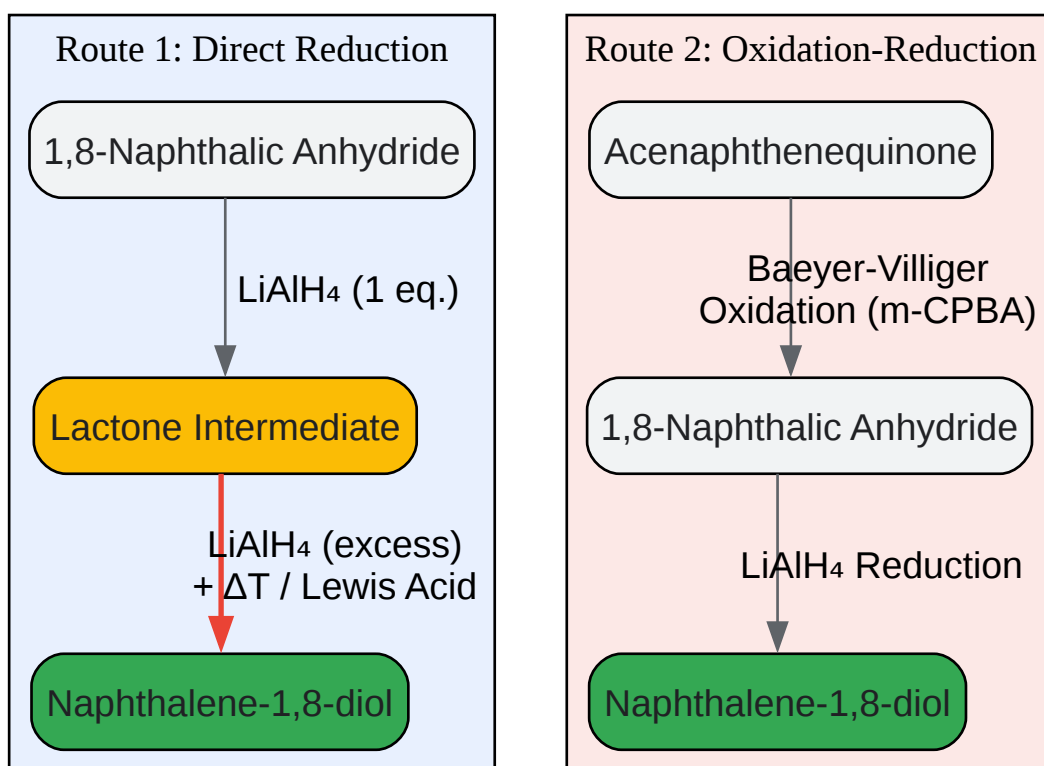 Route 1: Direct Reduction
1,8-Naphthalic Anhydride
LiAlH₄ (1 eq.)
Lactone Intermediate
LiAlH₄ (excess)
+ ΔT / Lewis Acid
Naphthalene-1,8-diol
Route 2: Oxidation-Reduction
Acenaphthenequinone
Baeyer-Villiger
Oxidation (m-CPBA)
1,8-Naphthalic Anhydride
LiAlH₄ Reduction
Naphthalene-1,8-diol